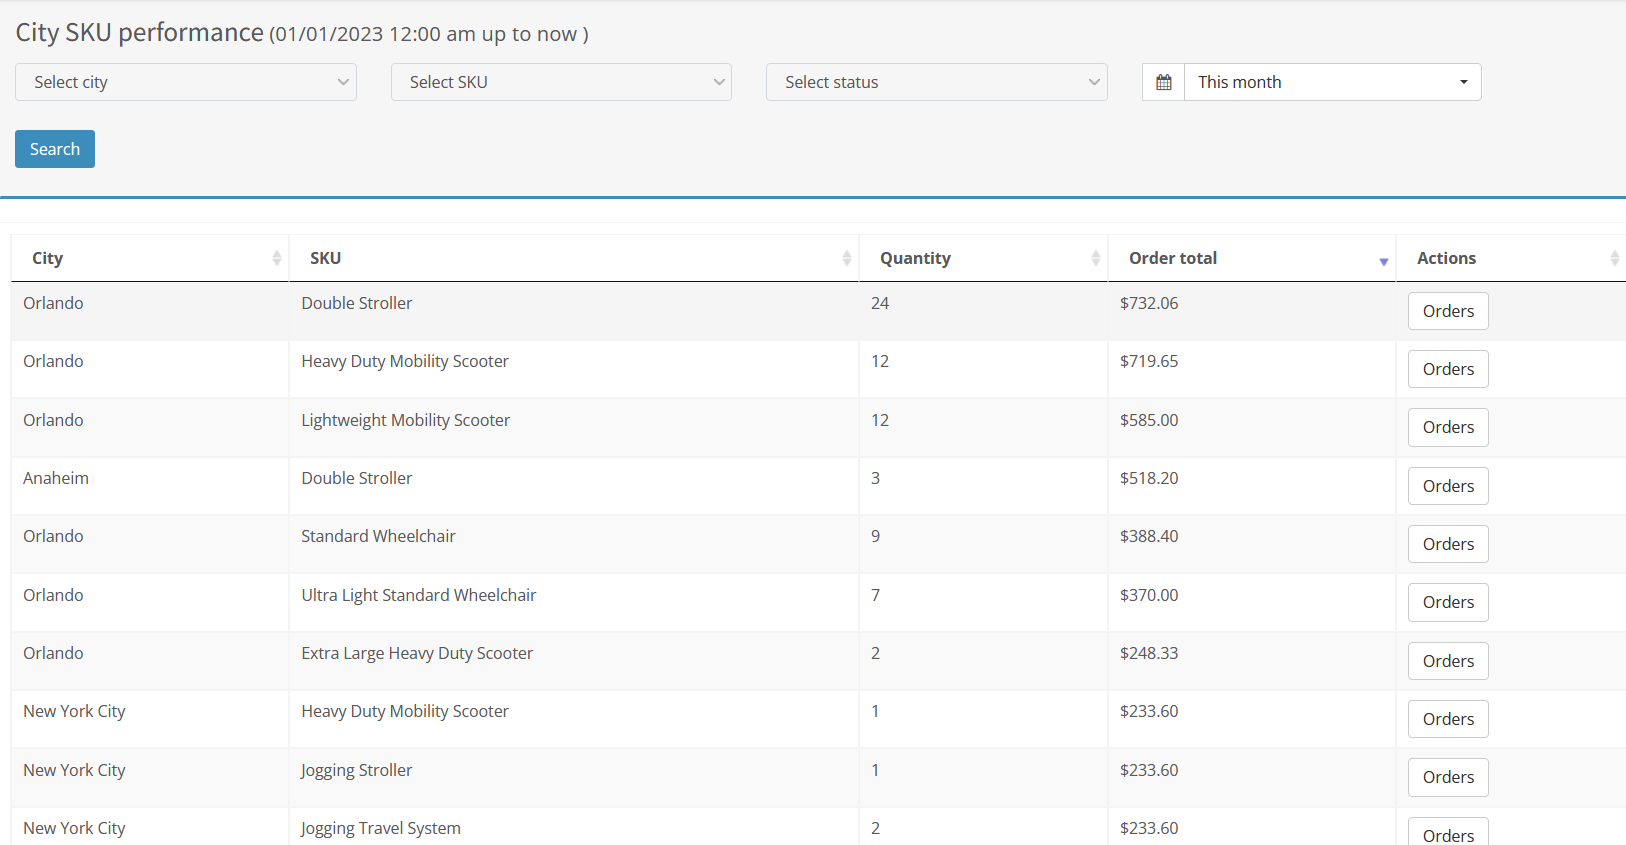 City SKU performance (01/01/2023 12:00 am up to now )
Select city Select SKU Select status This month
Search
City SKU Quantity Order total Actions
Orlando Double Stroller 24 $732.06 Orders
Orlando Heavy Duty Mobility Scooter 12 $719.65 Orders
Orlando Lightweight Mobility Scooter 12 $585.00 Orders
Anaheim Double Stroller 3 $518.20 Orders
Orlando Standard Wheelchair 9 $388.40 Orders
Orlando Ultra Light Standard Wheelchair 7 $370.00 Orders
Orlando Extra Large Heavy Duty Scooter 2 $248.33 Orders
New York City Heavy Duty Mobility Scooter 1 $233.60 Orders
New York City Jogging Stroller 1 $233.60 Orders
New York City Jogging Travel System 2 $233.60 Orders